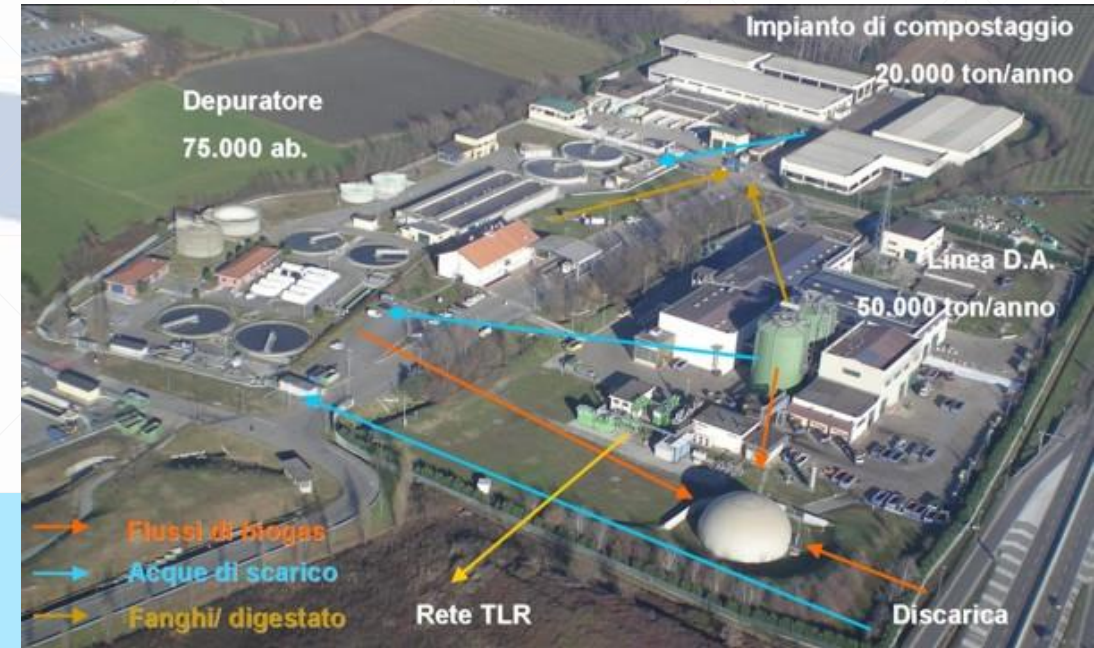 Impianto di compostaggio
20.000 ton/anno
Depuratore
75.000 ab.
Linea D.A.
50.000 ton/anno
Flussi di biogas
Acque di scarico
Fanghi/ digestato
Rete TLR
Discarica